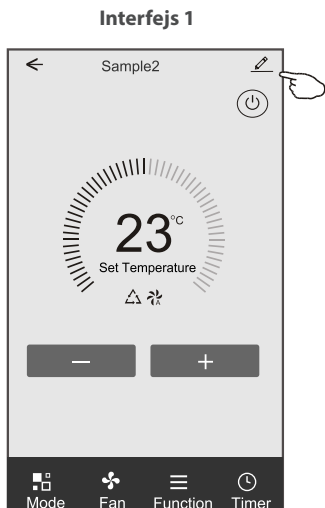 Interfejs 1
Sample2
23°C
Set Temperature
A
− +
Mode Fan Function Timer